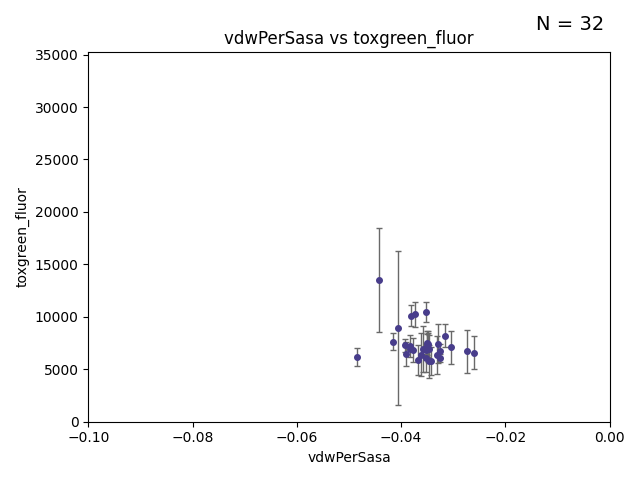 N = 32
vdwPerSasa vs toxgreen_fluor
35000
30000
25000
20000
15000
10000
5000
0
toxgreen_fluor
−0.10 −0.08 −0.06 −0.04 −0.02 0.00
vdwPerSasa